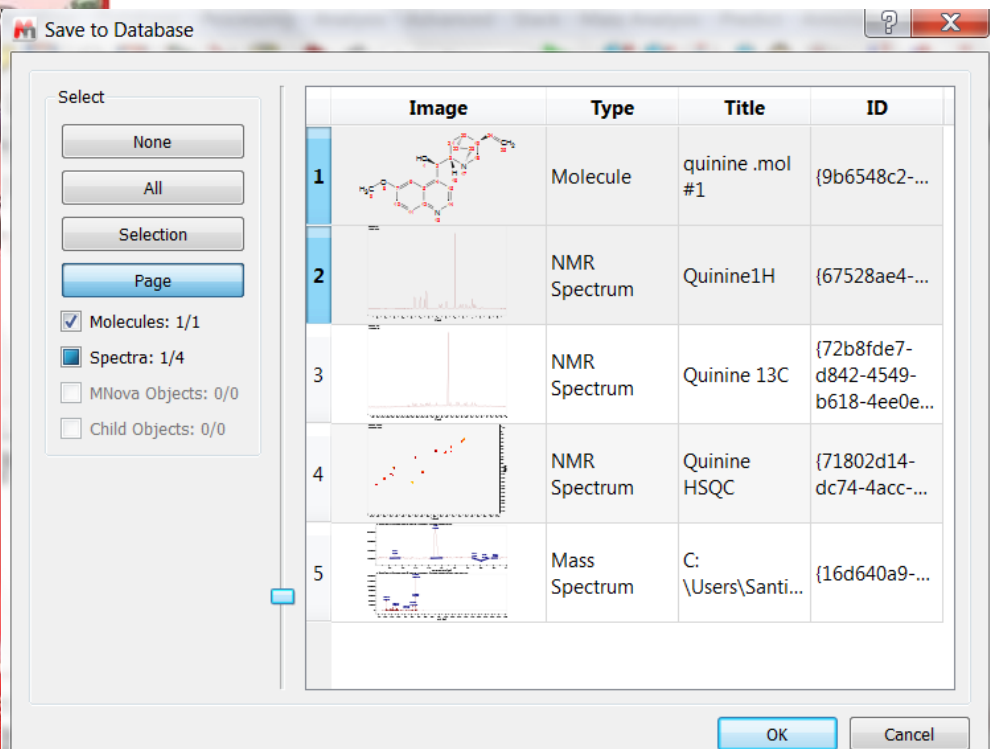 Save to Database
Select
None
All
Selection
Page
Molecules: 1/1
Spectra: 1/4
MNova Objects: 0/0
Child Objects: 0/0
Image Type Title ID
1 Molecule quinine .mol #1 {9b6548c2-...
2 NMR Spectrum Quinine1H {67528ae4-...
3 NMR Spectrum Quinine 13C {72b8fde7-d842-4549-b618-4ee0e...
4 NMR Spectrum Quinine HSQC {71802d14-dc74-4acc-...
5 Mass Spectrum C:\Users\Santi... {16d640a9-...
OK Cancel